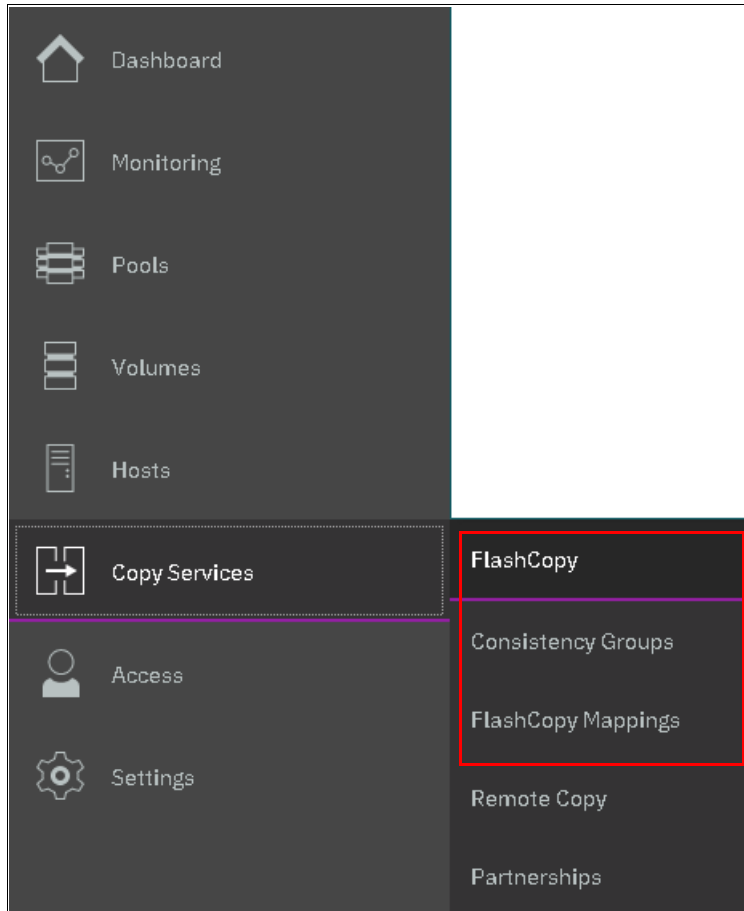 Dashboard
Monitoring
Pools
Volumes
Hosts
Copy Services
Access
Settings
FlashCopy
Consistency Groups
FlashCopy Mappings
Remote Copy
Partnerships